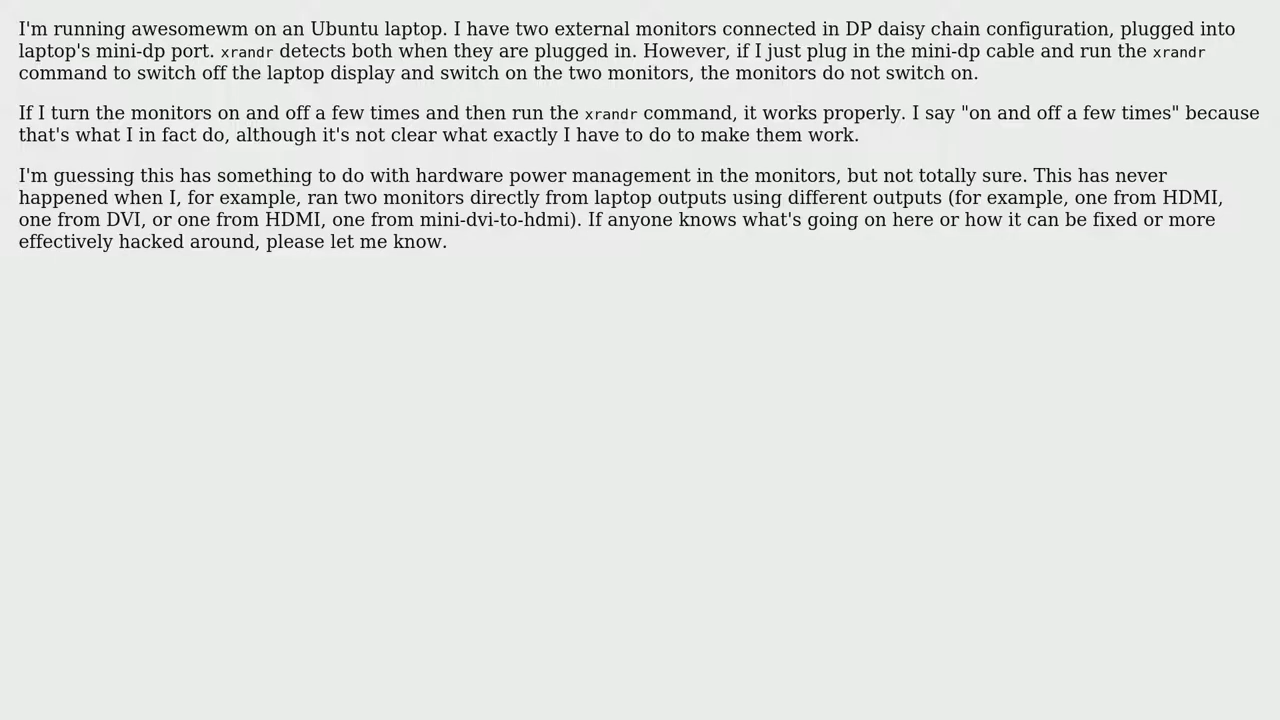 I'm running awesomewm on an Ubuntu laptop. I have two external monitors connected in DP daisy chain configuration, plugged into
laptop's mini-dp port. xrandr detects both when they are plugged in. However, if I just plug in the mini-dp cable and run the xrandr
command to switch off the laptop display and switch on the two monitors, the monitors do not switch on.
If I turn the monitors on and off a few times and then run the xrandr command, it works properly. I say "on and off a few times" because
that's what I in fact do, although it's not clear what exactly I have to do to make them work.
I'm guessing this has something to do with hardware power management in the monitors, but not totally sure. This has never
happened when I, for example, ran two monitors directly from laptop outputs using different outputs (for example, one from HDMI,
one from DVI, or one from HDMI, one from mini-dvi-to-hdmi). If anyone knows what's going on here or how it can be fixed or more
effectively hacked around, please let me know.